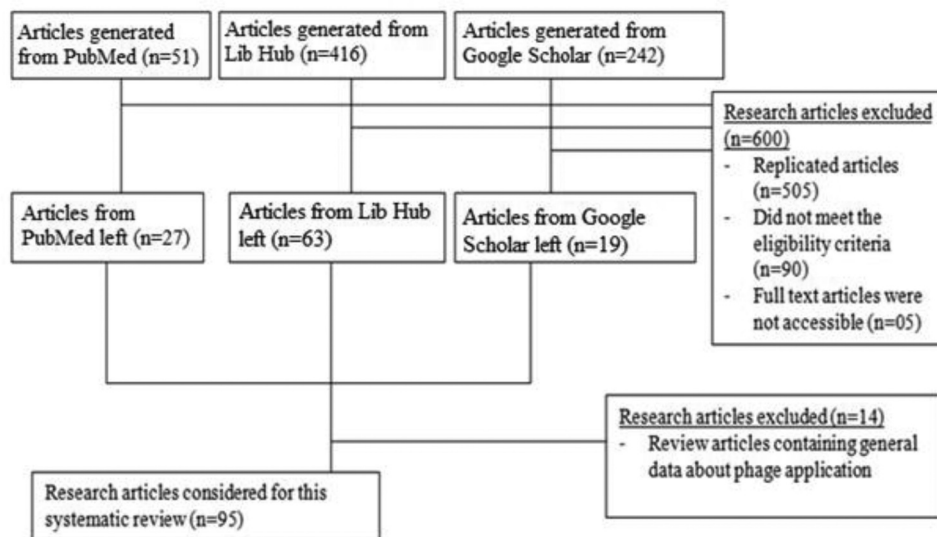 Articles generated
from PubMed (n=51)
Articles generated from
Lib Hub (n=416)
Articles generated from
Google Scholar (n=242)
Research articles excluded
(n=600)
- Replicated articles
(n=505)
- Did not meet the
eligibility criteria
(n=90)
- Full text articles were
not accessible (n=05)
Articles from
PubMed left (n=27)
Articles from Lib Hub
left (n=63)
Articles from Google
Scholar left (n=19)
Research articles excluded (n=14)
- Review articles containing general
data about phage application
Research articles considered for this
systematic review (n=95)